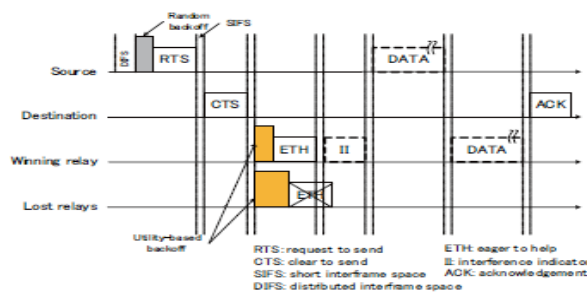 Random
backoff
SIFS
DIFS
RTS
DATA
Source
CTS
ACK
Destination
ETH
II
DATA
Winning relay
ETH
Lost relays
Utility-based
backoff
RTS: request to send
CTS: clear to send
SIFS: short interframe space
DIFS: distributed interframe space
ETH: eager to help
II: interference indicator
ACK: acknowledgement